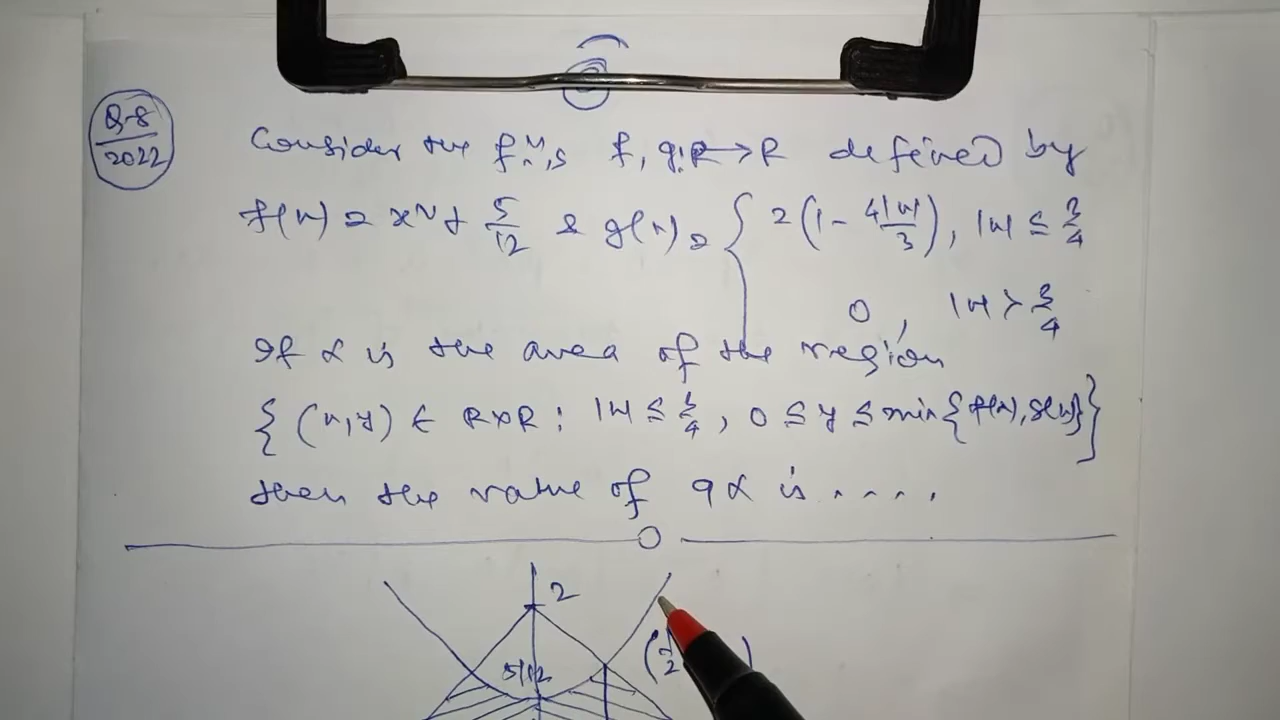 Q-8
2022
Consider the fⁿ,s f, g: R → R defined by
f(x) = x² + 5/12 & g(x) = { 2(1 - 4|x|/3), |x| ≤ 3/4
0, |x| > 3/4
If α is the area of the region
{(x,y) ∈ R×R : |x| ≤ 3/4, 0 ≤ y ≤ min{f(x), g(x)}}
then the value of 9α is ....
2
5/12
(1/2 )